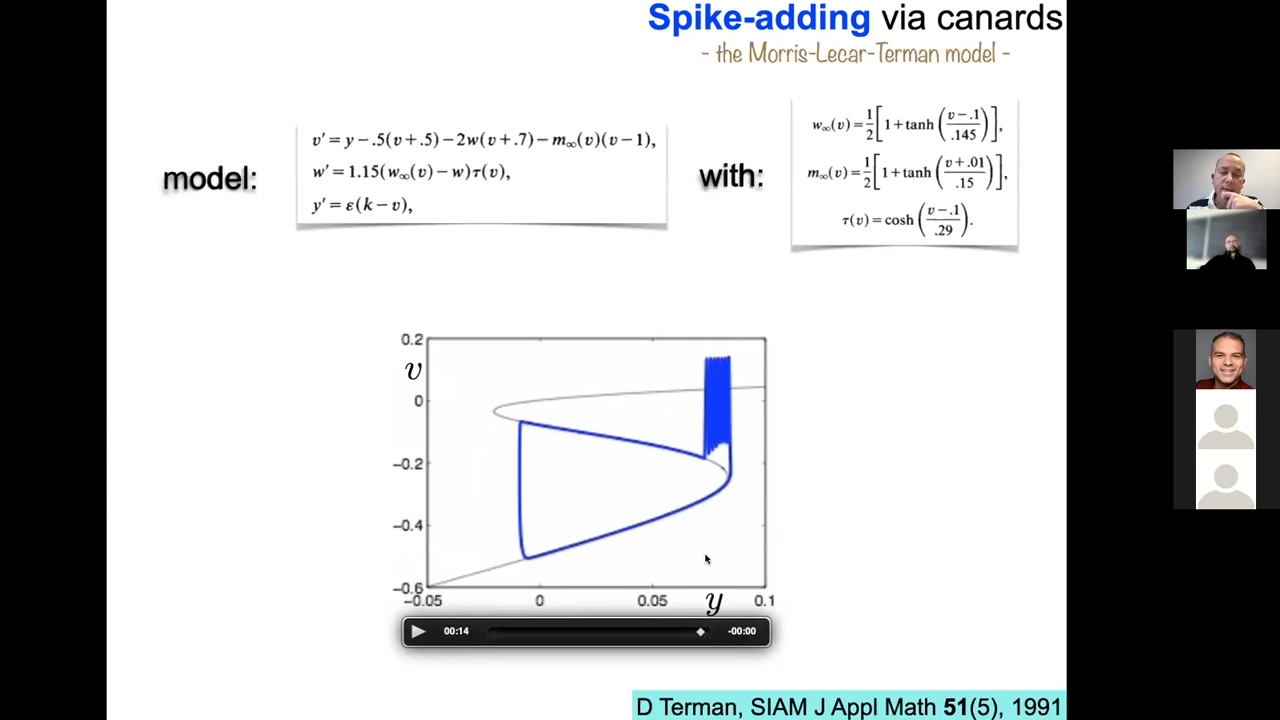 Spike-adding via canards
- the Morris-Lecar-Terman model -
model:
v′ = y − .5(v+.5) − 2w(v+.7) − m∞(v)(v−1),
w′ = 1.15(w∞(v) − w)τ(v),
y′ = ε(k − v),
with:
w∞(v) = 1/2 [1 + tanh ((v−.1)/.145)],
m∞(v) = 1/2 [1 + tanh ((v+.01)/.15)],
τ(v) = cosh ((v−.1)/.29).
0.2
v
0
−0.2
−0.4
−0.6
−0.05 0 0.05 y 0.1
00:14 -00:00
D Terman, SIAM J Appl Math 51(5), 1991